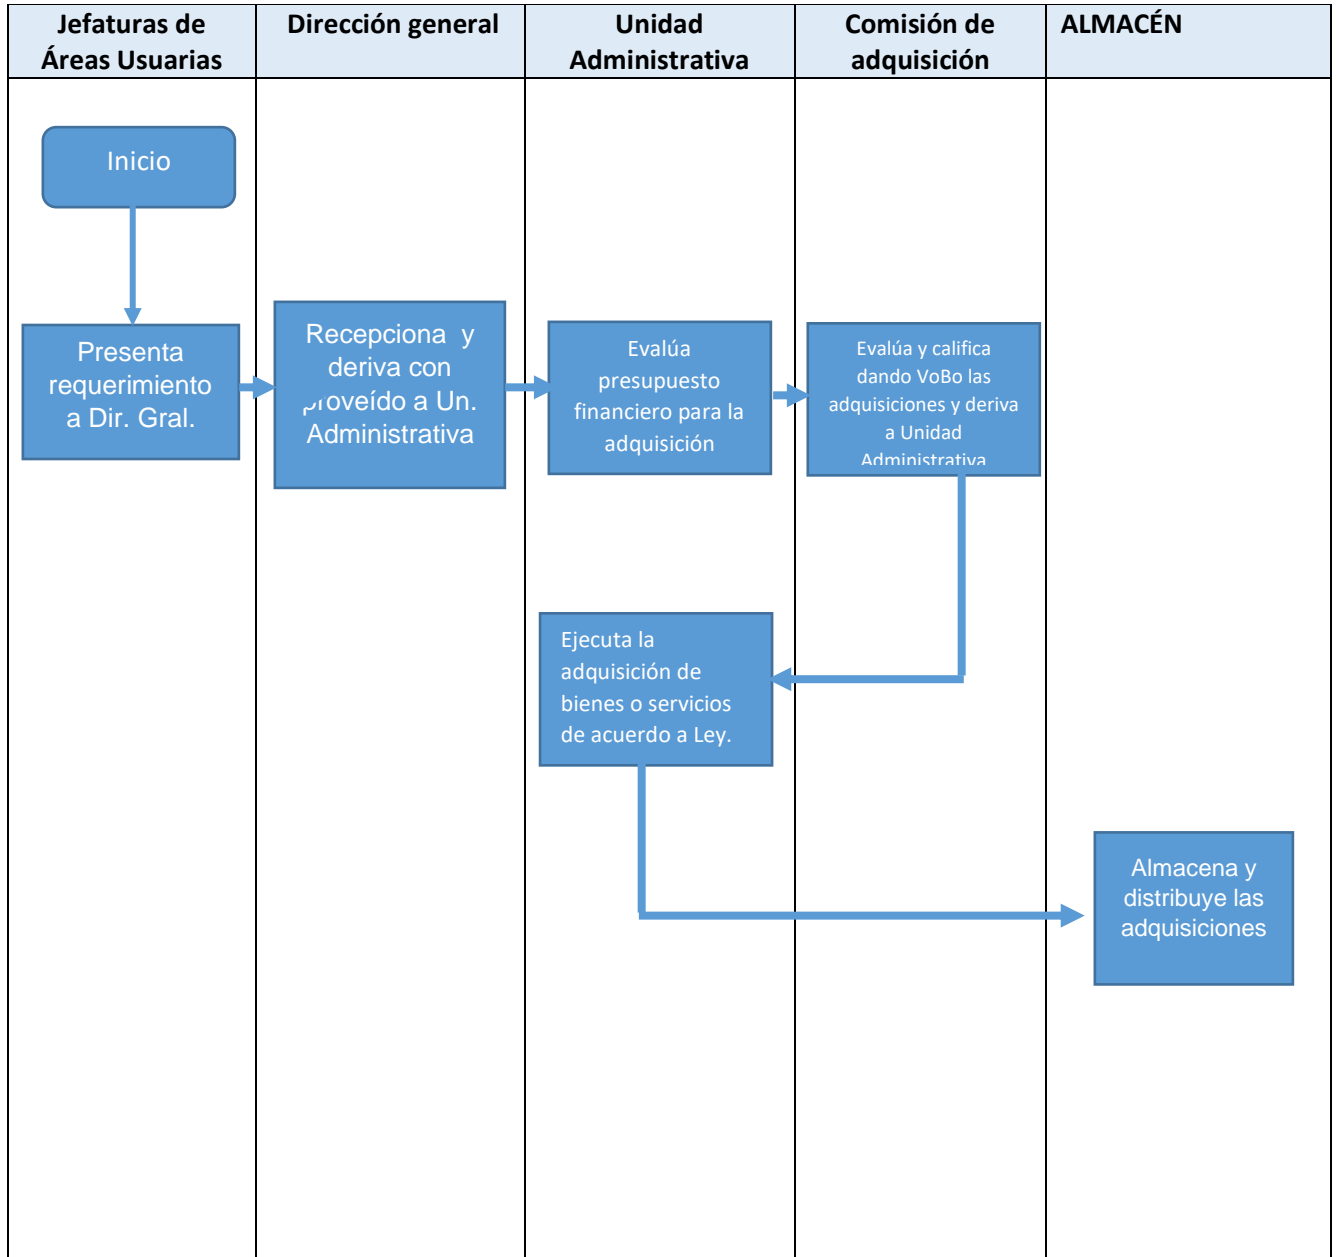 Jefaturas de
Áreas Usuarias
Dirección general
Unidad
Administrativa
Comisión de
adquisición
ALMACÉN
Inicio
Presenta
requerimiento
a Dir. Gral.
Recepciona y
deriva con
proveído a Un.
Administrativa
Evalúa
presupuesto
financiero para la
adquisición
Evalúa y califica
dando VoBo las
adquisiciones y deriva
a Unidad
Administrativa
Ejecuta la
adquisición de
bienes o servicios
de acuerdo a Ley.
Almacena y
distribuye las
adquisiciones